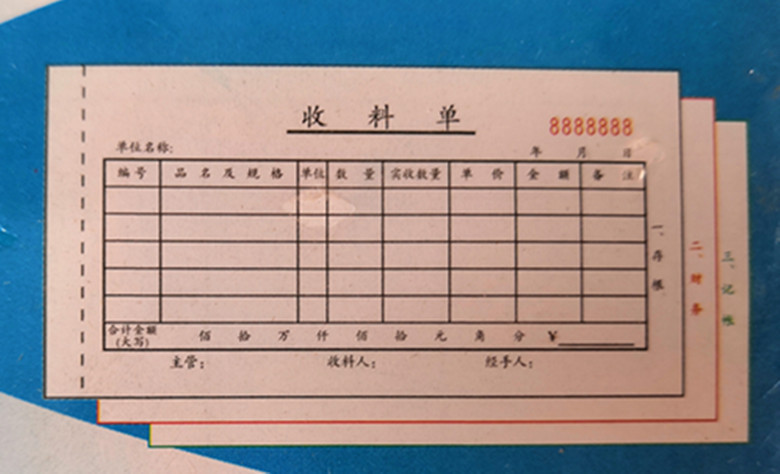 收 料 单
8888888
单位名称:
年 月 日
编号 品名及规格 单位 数量 实收数量 单价 金额 备注
合计金额
(大写) 佰 拾 万 仟 佰 拾 元 角 分 ¥
主管: 收料人: 经手人:
一、存根
二、财务
三、记帐